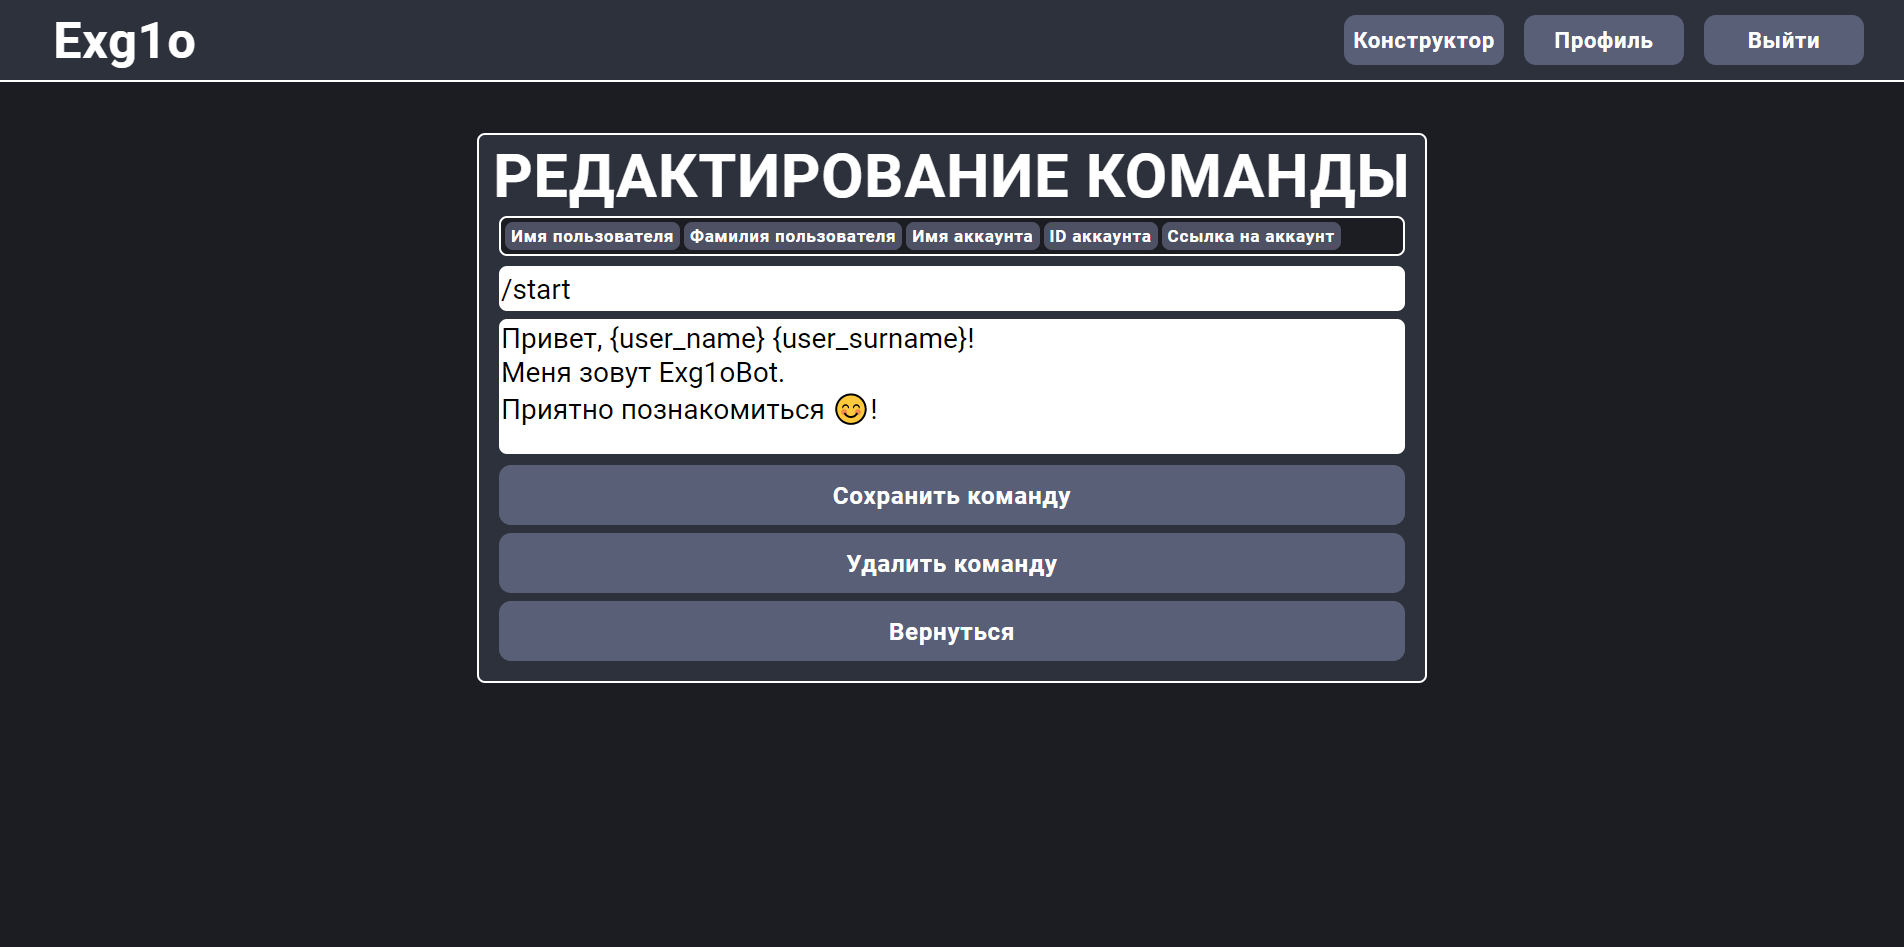 Exg1o
Конструктор Профиль Выйти
РЕДАКТИРОВАНИЕ КОМАНДЫ
Имя пользователя Фамилия пользователя Имя аккаунта ID аккаунта Ссылка на аккаунт
/start
Привет, {user_name} {user_surname}!
Меня зовут Exg1oBot.
Приятно познакомиться 😊!
Сохранить команду
Удалить команду
Вернуться